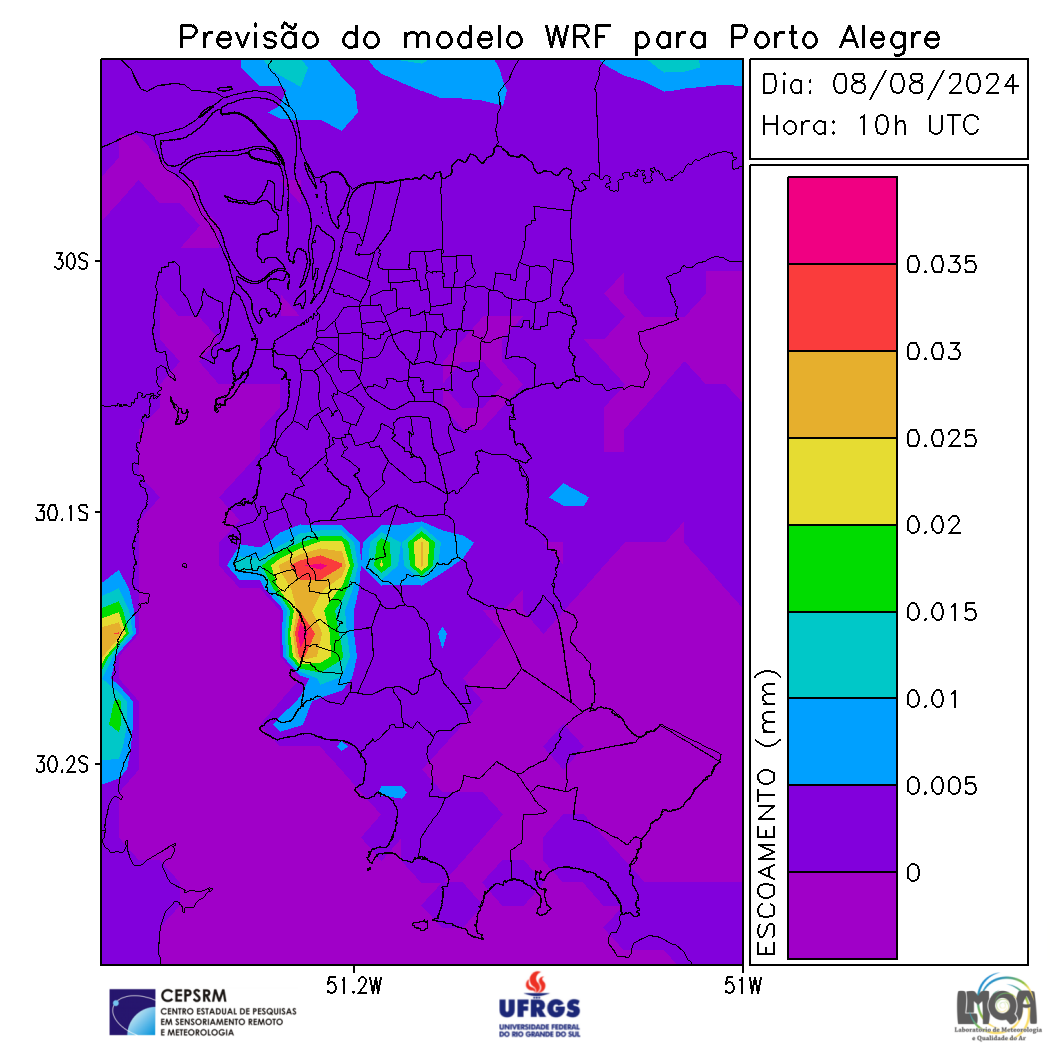 Previsão do modelo WRF para Porto Alegre
Dia: 08/08/2024
Hora: 10h UTC
0.035
0.03
0.025
0.02
0.015
0.01
0.005
0
ESCOAMENTO (mm)
30S
30.1S
30.2S
51.2W
51W
CEPSRM
CENTRO ESTADUAL DE PESQUISAS
EM SENSORIAMENTO REMOTO
E METEOROLOGIA
UFRGS
UNIVERSIDADE FEDERAL
DO RIO GRANDE DO SUL
LMQA
Laboratório de Meteorologia
e Qualidade do Ar